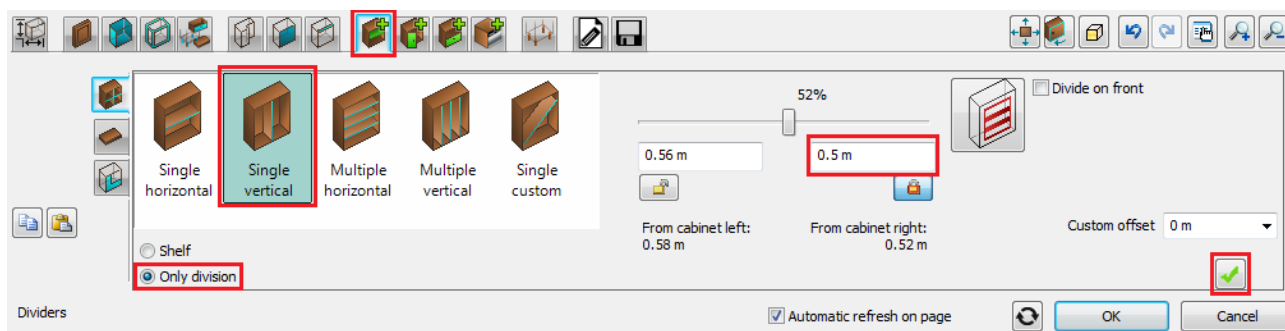 52%
Divide on front
0.56 m
0.5 m
Single
horizontal
Single
vertical
Multiple
horizontal
Multiple
vertical
Single
custom
From cabinet left:
0.58 m
From cabinet right:
0.52 m
Custom offset 0 m
Shelf
Only division
Dividers
Automatic refresh on page
OK
Cancel